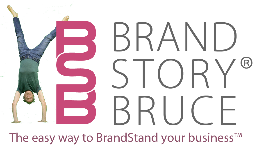 BSB
BRAND
STORY®
BRUCE
The easy way to BrandStand your business™